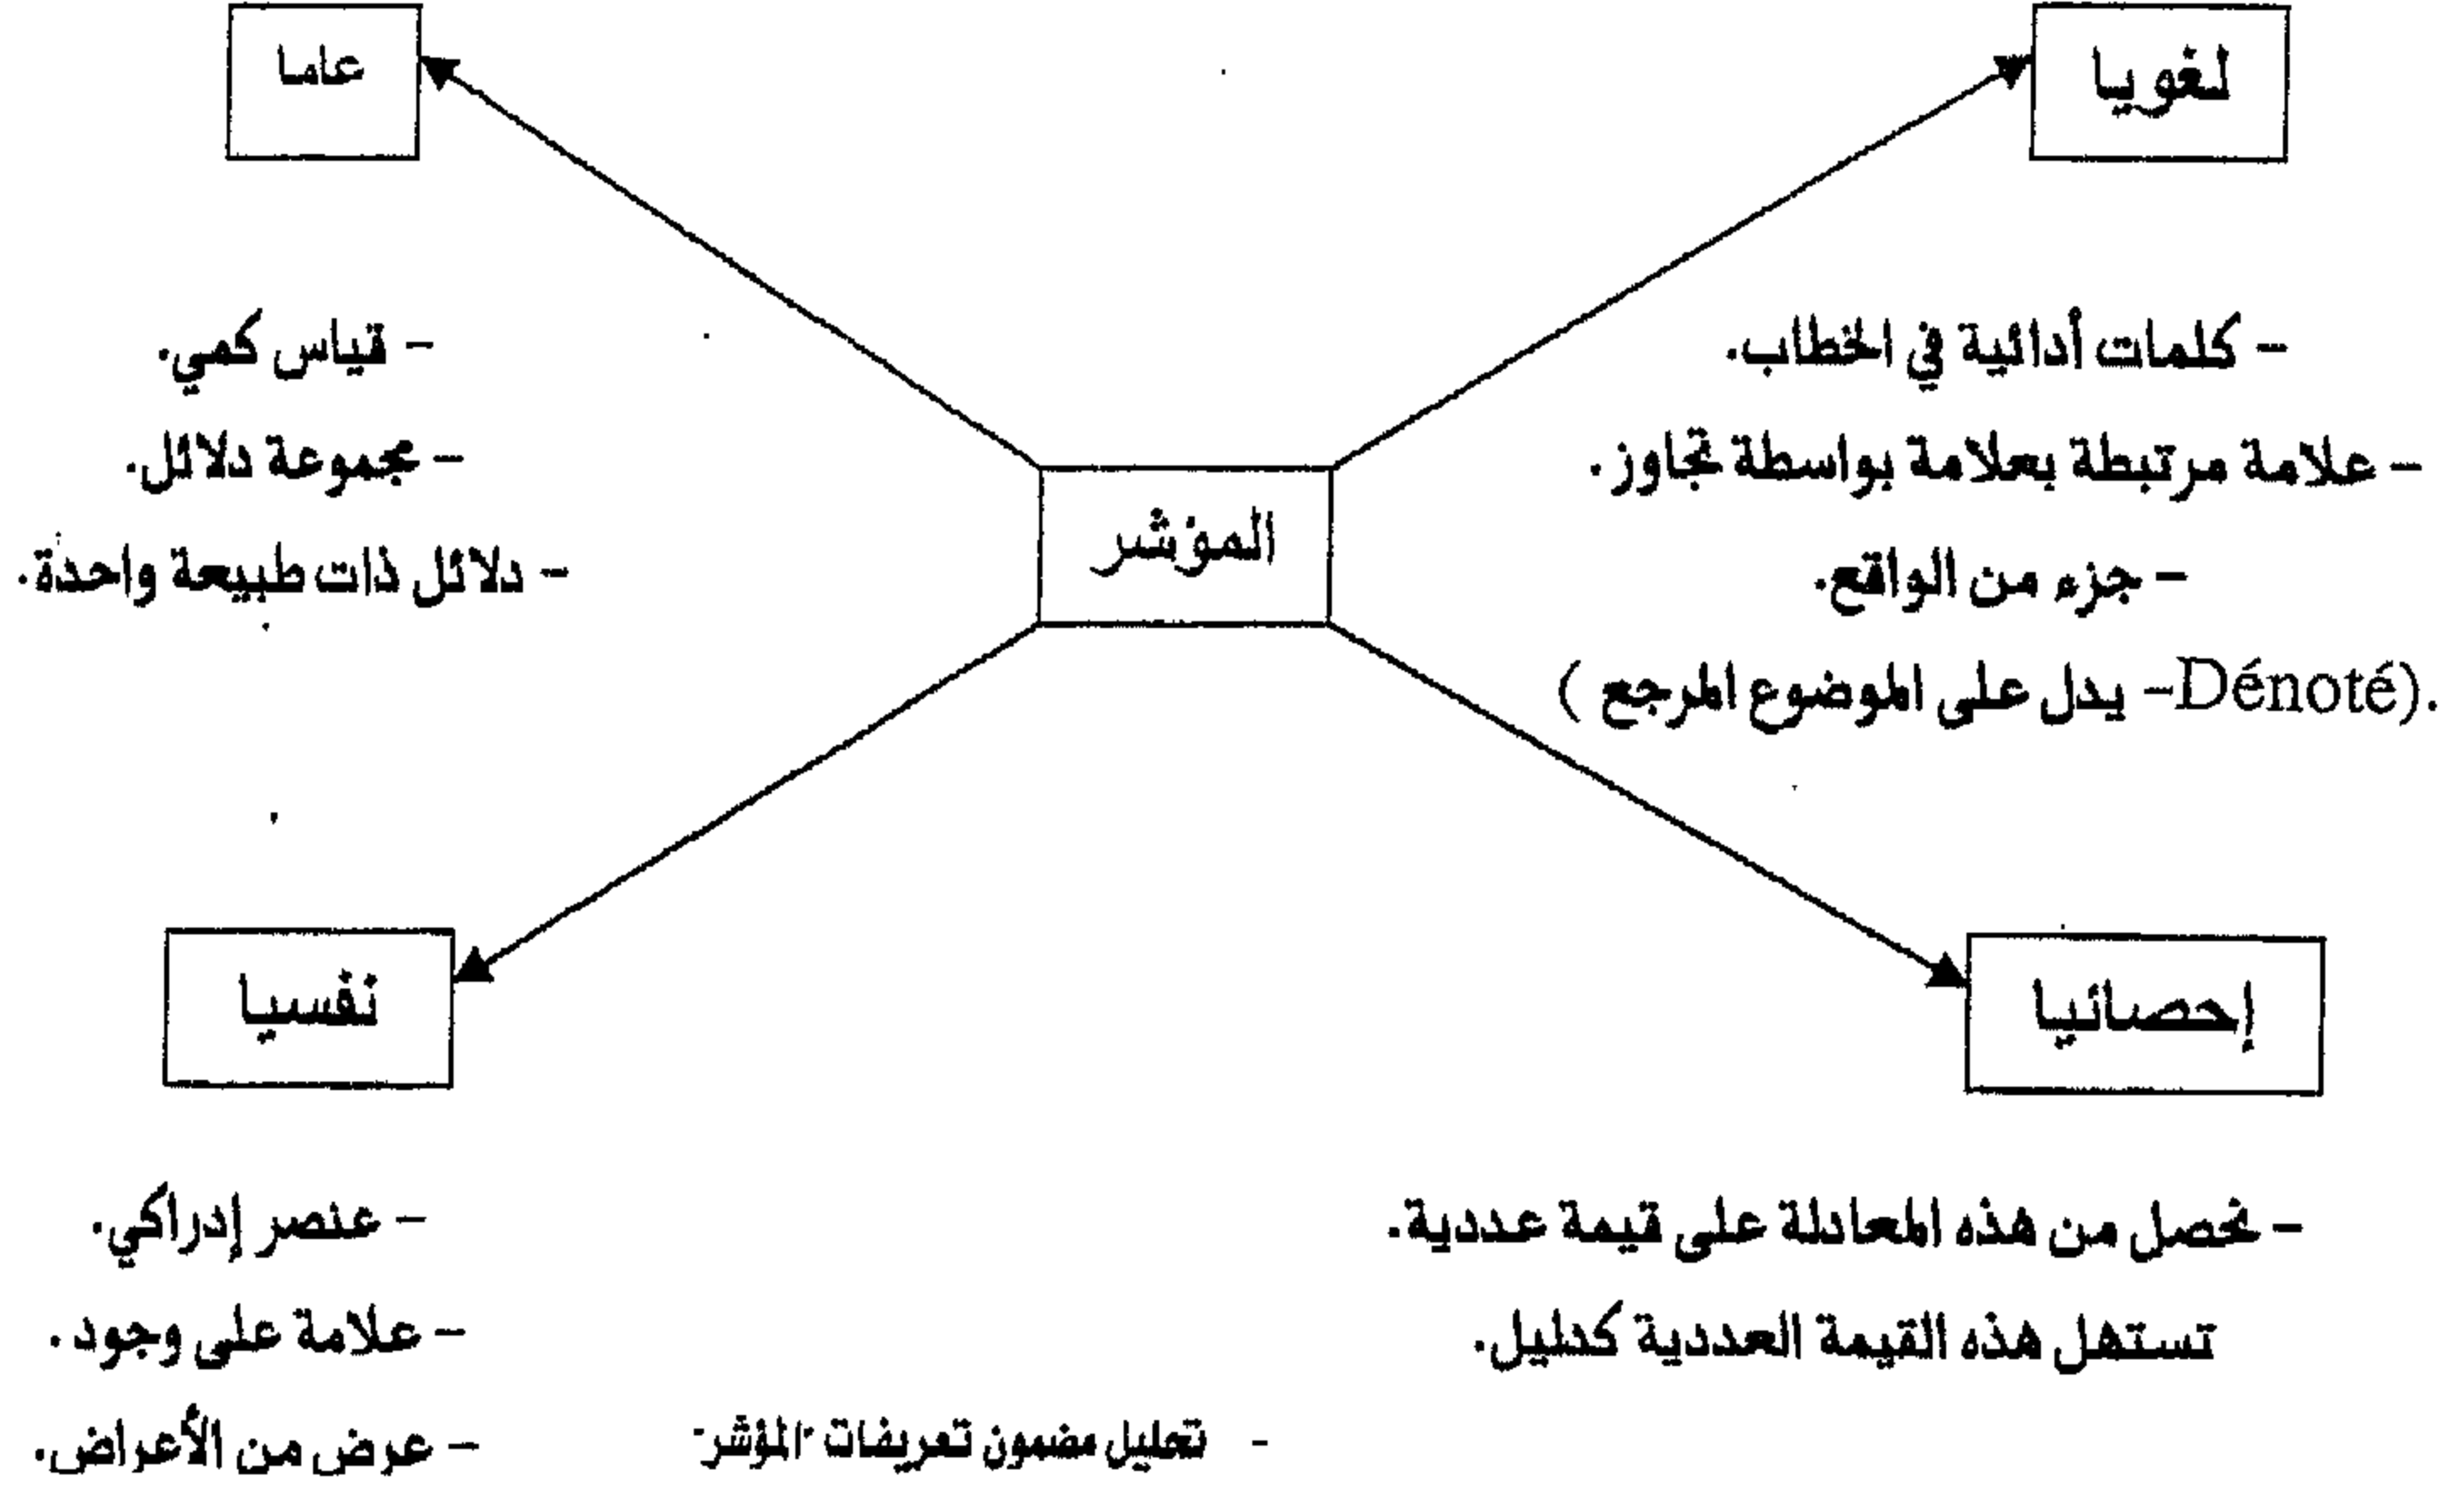 لغويا
عاما
- كلمات أدائية في الخطاب.
- قياس كمي.
- علامة مرتبطة بعلامة بواسطة تجاوز.
- مجموعة دلائل.
المؤشر
- جزء من الواقع.
- دلائل ذات طبيعة واحدة.
.(Dénoté- يدل على الموضوع المرجع )
إحصائيا
نفسيا
- نحصل من هذه المعادلة على قيمة عددية.
- عنصر إدراكي.
تستهل هذه القيمة العددية كدليل.
- علامة على وجود.
- تحليل مضمون تعريفات "المؤشر"
- عرض من الأعراض.